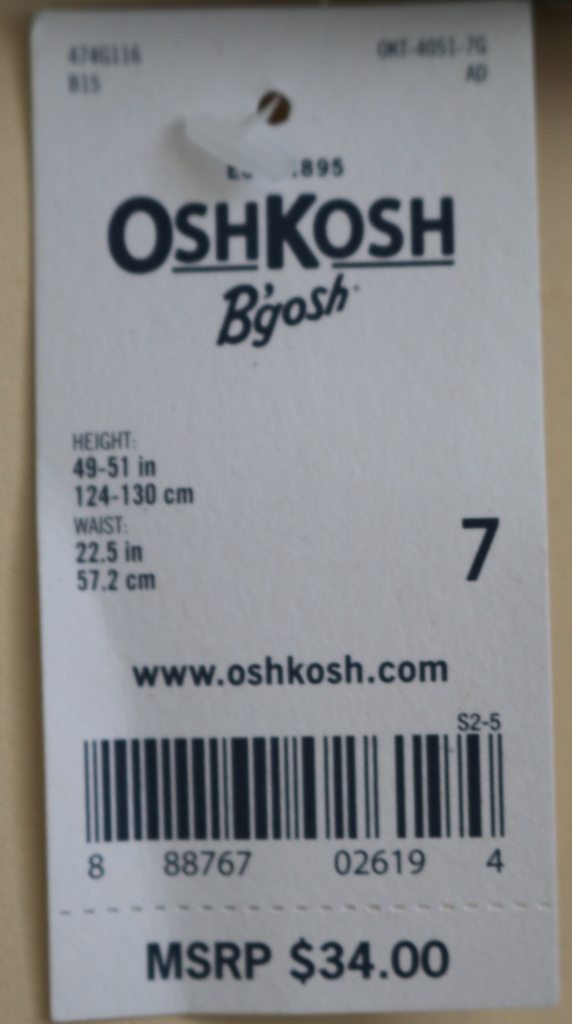 474G116 OKT-4051-7G
B15 AD
.895
OSHKOSH
B'gosh
HEIGHT:
49-51 in
124-130 cm
WAIST:
22.5 in
57.2 cm
7
www.oshkosh.com
S2-5
8 88767 02619 4
MSRP $34.00